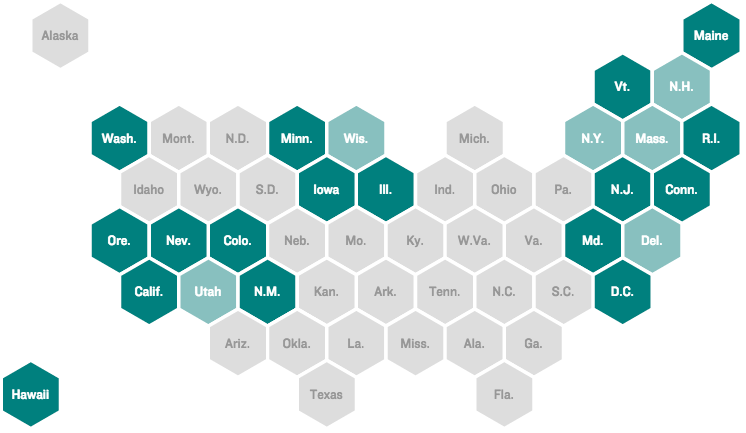 Alaska
Maine
Vt.
N.H.
Wash.
Mont.
N.D.
Minn.
Wis.
Mich.
N.Y.
Mass.
R.I.
Idaho
Wyo.
S.D.
Iowa
Ill.
Ind.
Ohio
Pa.
N.J.
Conn.
Ore.
Nev.
Colo.
Neb.
Mo.
Ky.
W.Va.
Va.
Md.
Del.
Calif.
Utah
N.M.
Kan.
Ark.
Tenn.
N.C.
S.C.
D.C.
Ariz.
Okla.
La.
Miss.
Ala.
Ga.
Hawaii
Texas
Fla.